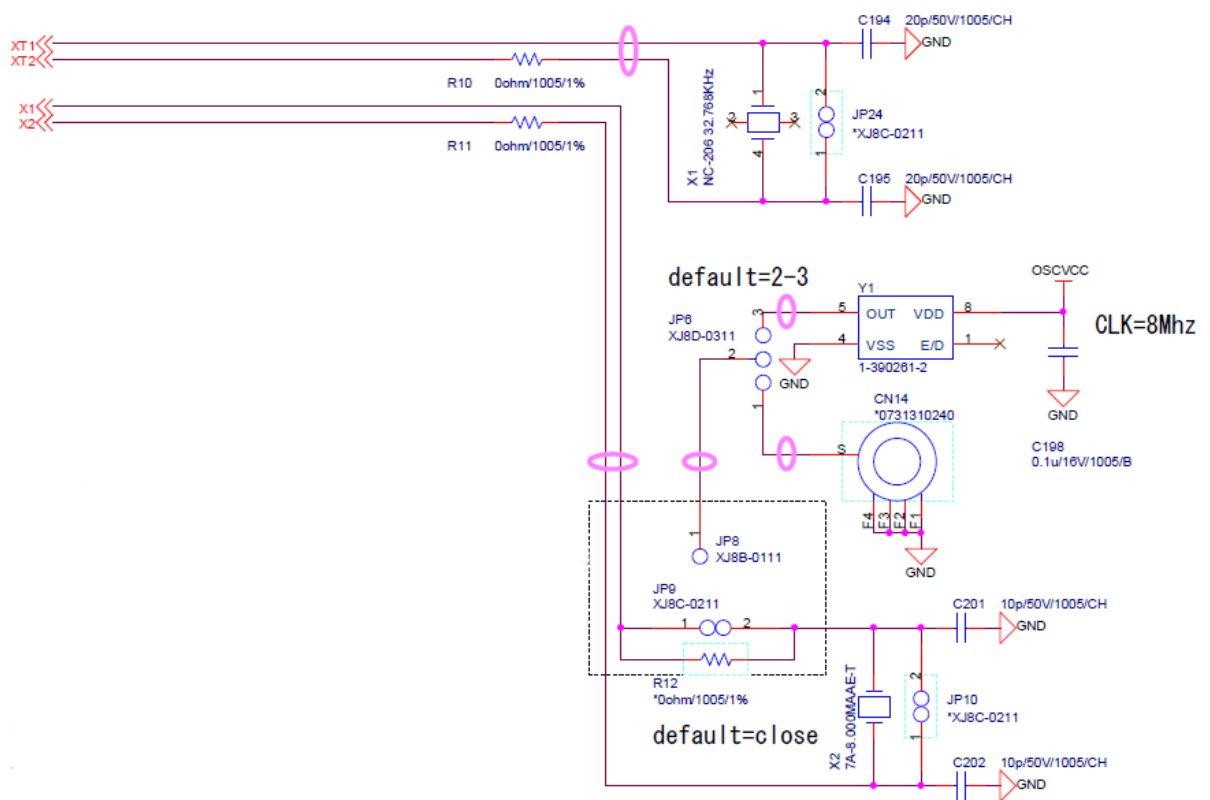 C194 20p/50V/1005/CH
XT1
GND
XT2
R10 0ohm/1005/1%
X1
X2
R11 0ohm/1005/1%
X1
NC-206 32.768KHz
1
2
3
4
2
JP24
*XJ8C-0211
1
C195 20p/50V/1005/CH
GND
default=2-3
OSCVCC
Y1
JP6
XJ8D-0311
3
2
1
5 OUT VDD 8
4 VSS E/D 1
1-390261-2
GND
CLK=8Mhz
GND
CN14
*0731310240
S
F4
F3
F2
F1
GND
C198
0.1u/16V/1005/B
1
JP8
XJ8B-0111
JP9
XJ8C-0211
1 2
R12
*0ohm/1005/1%
default=close
C201 10p/50V/1005/CH
GND
X2
7A-8.000MAAE-T
2
JP10
*XJ8C-0211
1
C202 10p/50V/1005/CH
GND